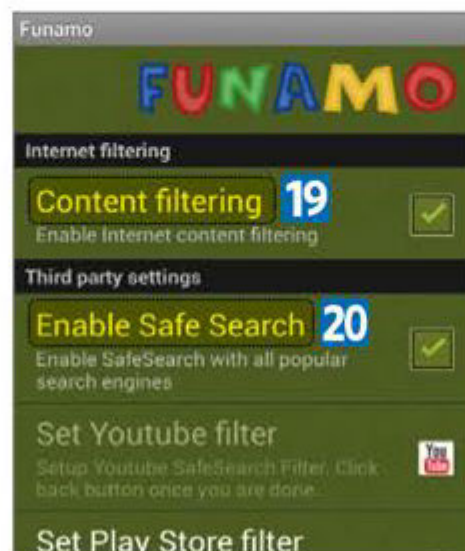 Funamo
FUNAMO
Internet filtering
Content filtering 19
Enable Internet content filtering
Third party settings
Enable Safe Search 20
Enable SafeSearch with all popular
search engines
Set Youtube filter
Setup Youtube SafeSearch Filter. Click
back button once you are done.
You
Tube
Set Play Store filter